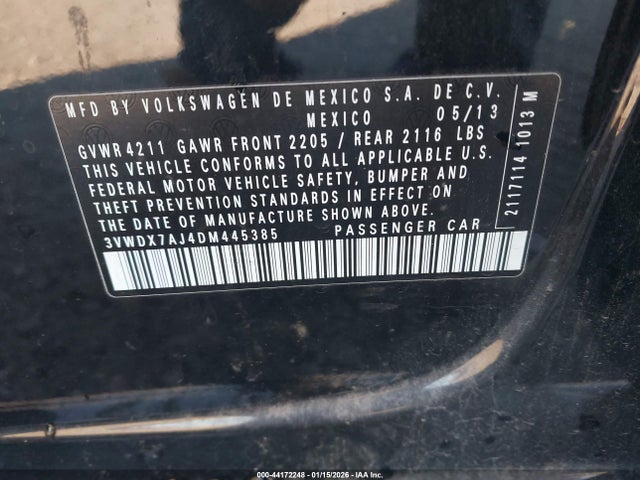 MFD BY VOLKSWAGEN DE MEXICO S.A. DE C.V.
MEXICO 05/13
GVWR 4211 GAWR FRONT 2205 / REAR 2116 LBS
THIS VEHICLE CONFORMS TO ALL APPLICABLE U.S.
FEDERAL MOTOR VEHICLE SAFETY, BUMPER AND
THEFT PREVENTION STANDARDS IN EFFECT ON
THE DATE OF MANUFACTURE SHOWN ABOVE.
3VWDX7AJ4DM445385 PASSENGER CAR
2117114 1013 M
000-44172248 - 01/15/2026 - IAA Inc.